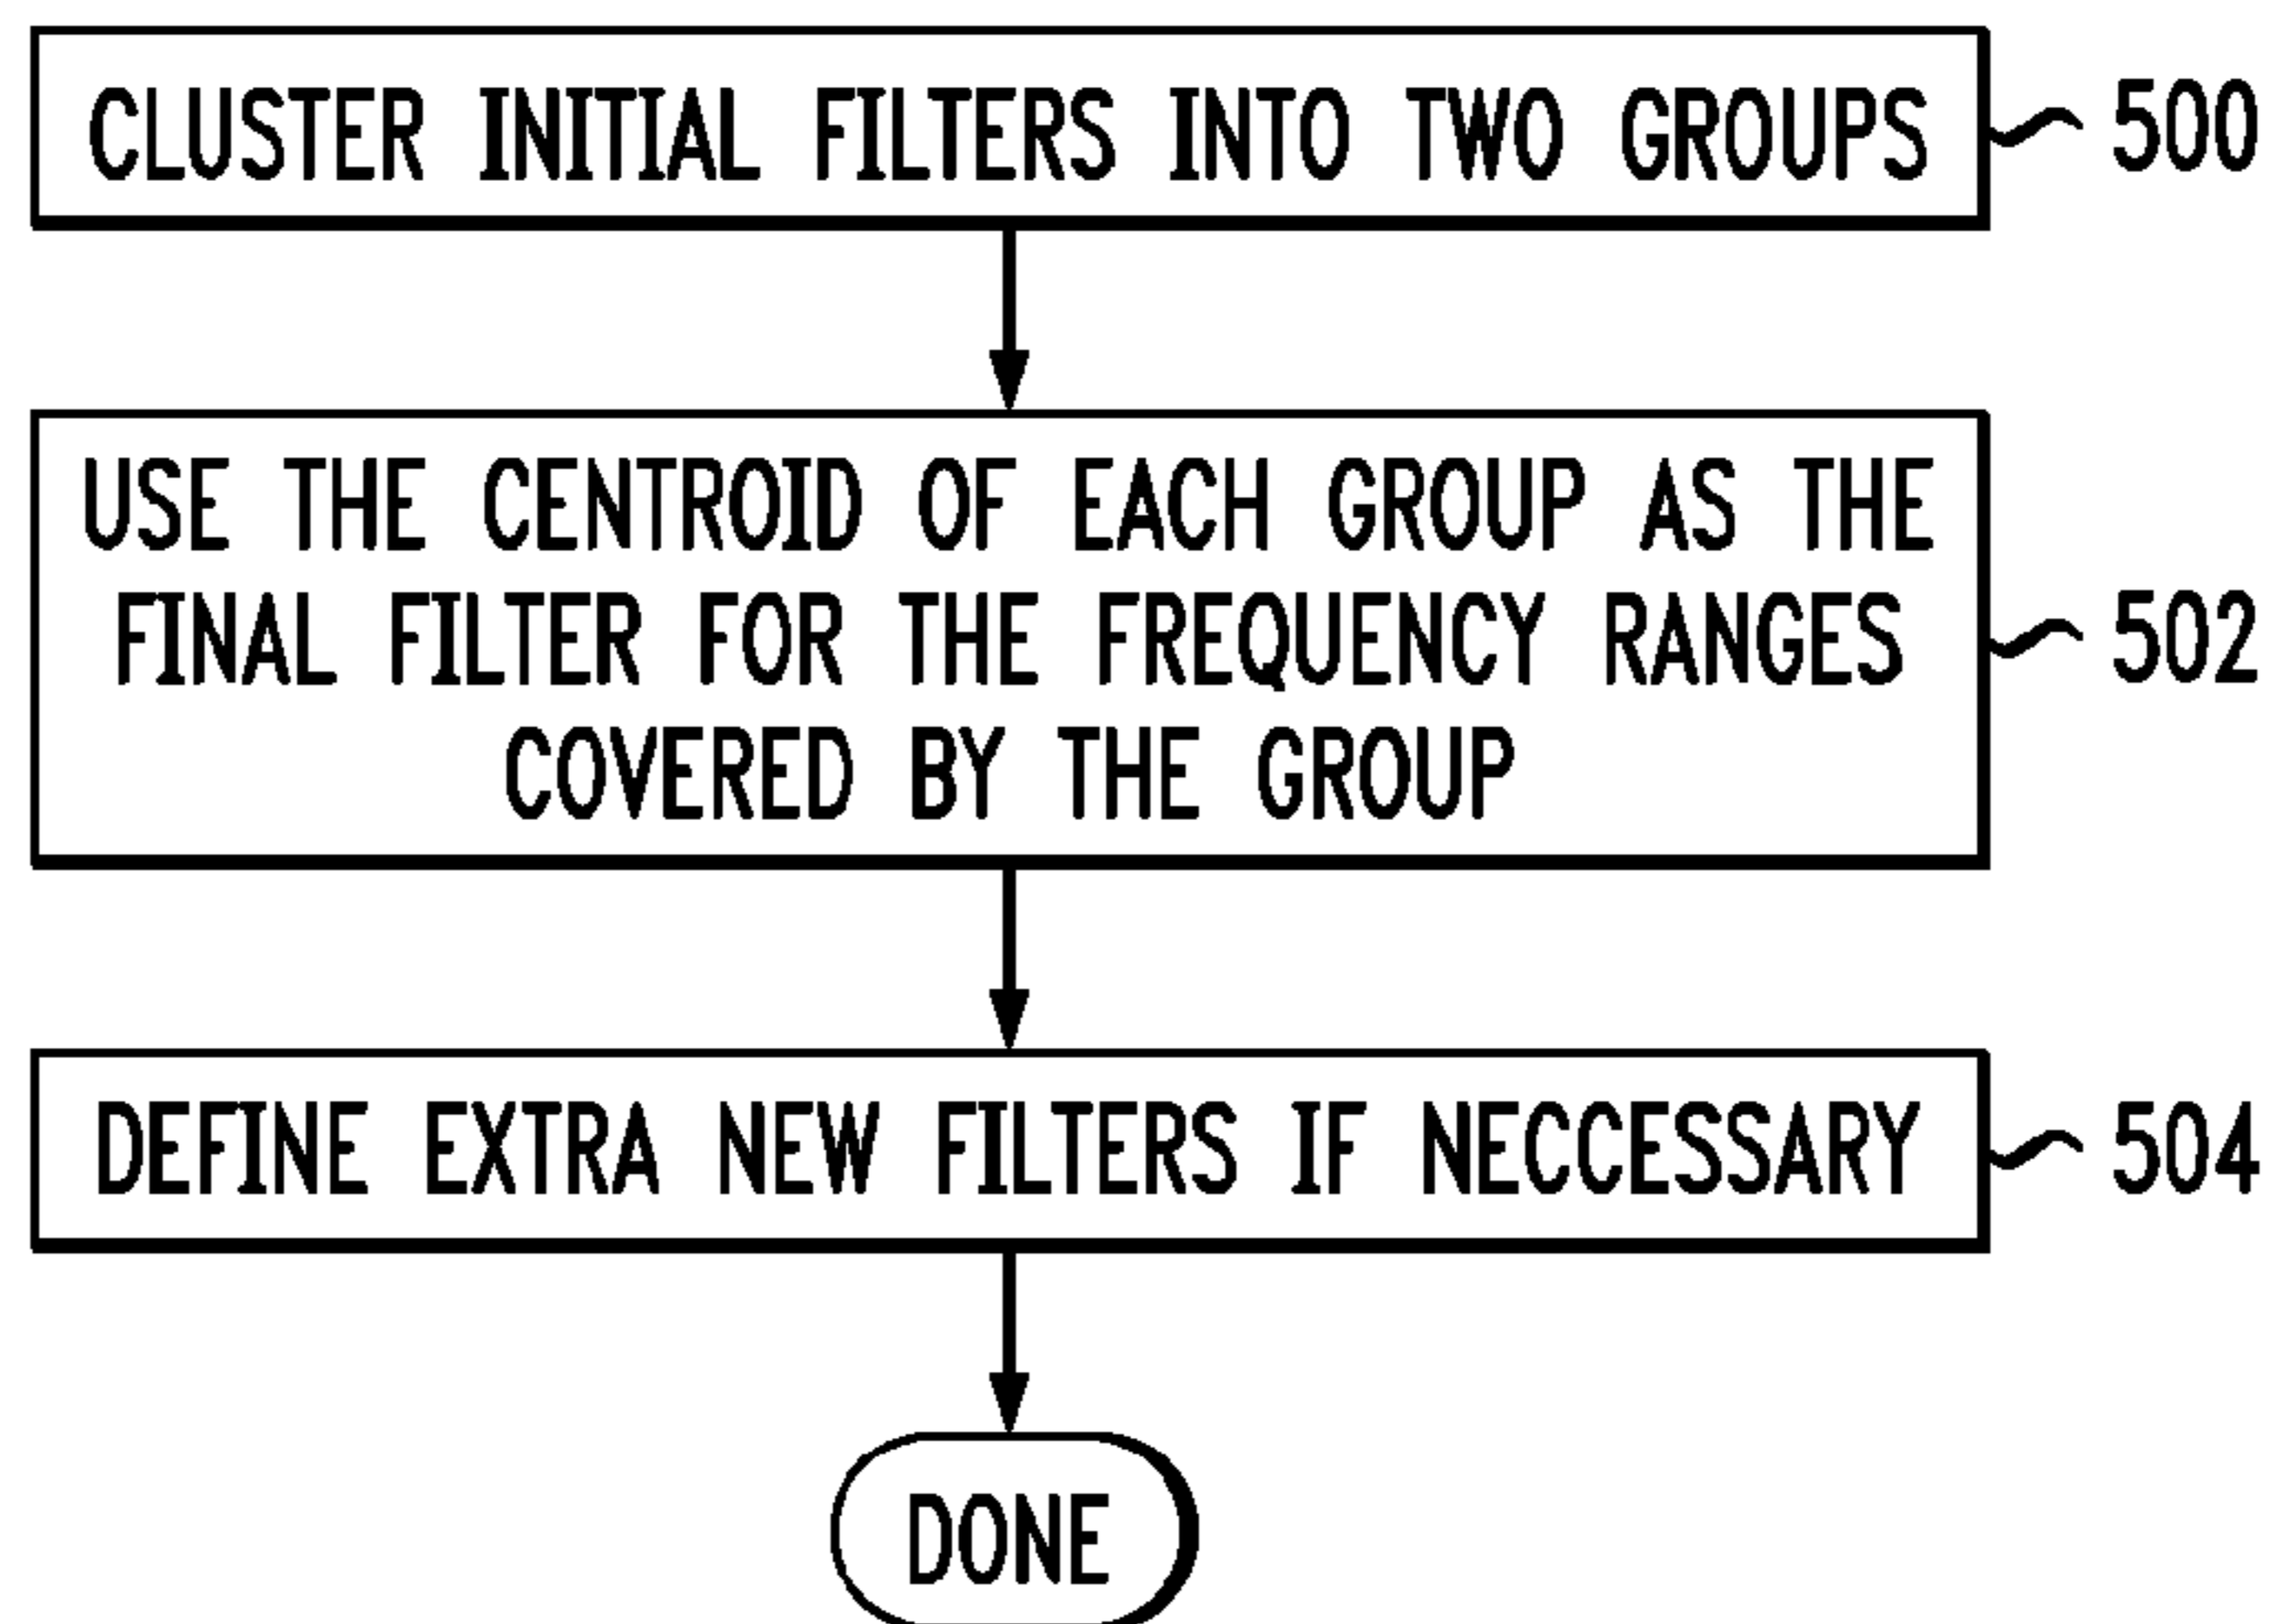 CLUSTER INITIAL FILTERS INTO TWO GROUPS
500
USE THE CENTROID OF EACH GROUP AS THE
FINAL FILTER FOR THE FREQUENCY RANGES
COVERED BY THE GROUP
502
DEFINE EXTRA NEW FILTERS IF NECCESSARY
504
DONE